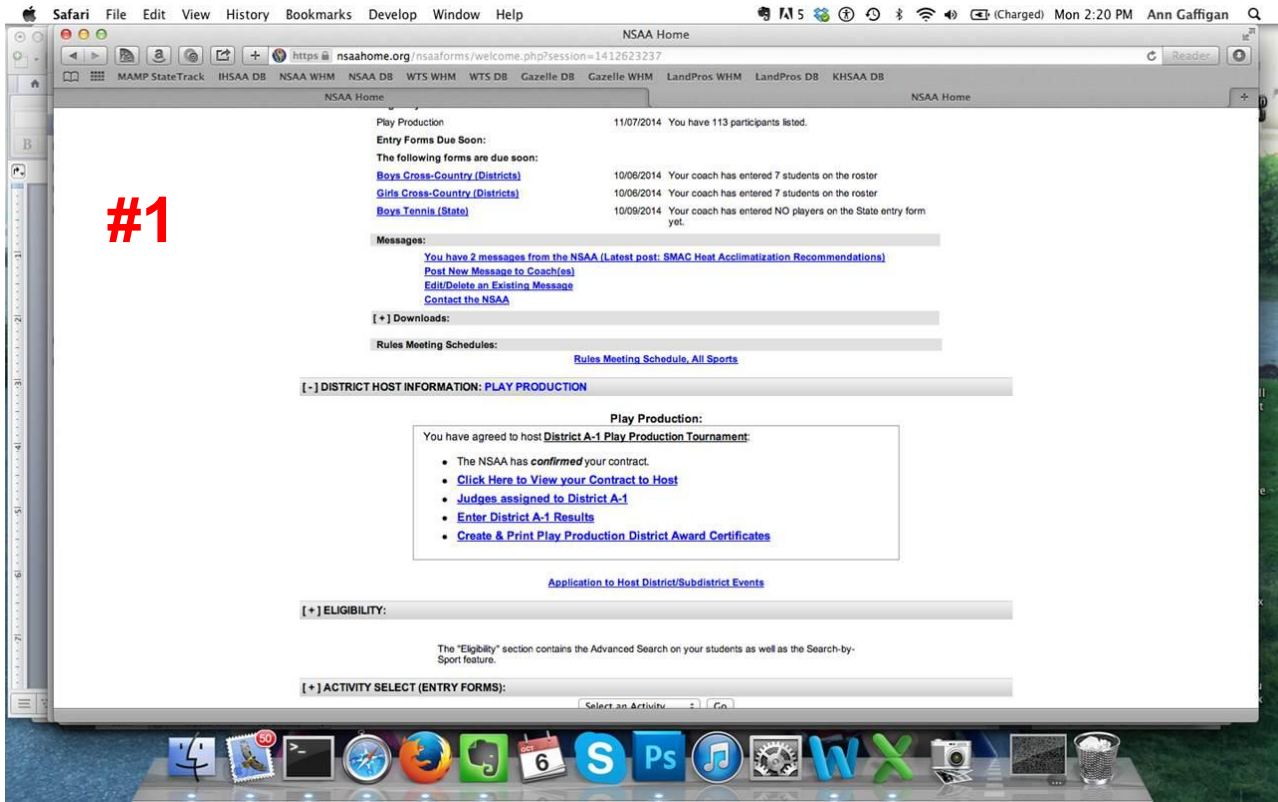 Safari File Edit View History Bookmarks Develop Window Help 5 (Charged) Mon 2:20 PM Ann Gaffigan
NSAA Home
https nsaahome.org/nsaaforms/welcome.php?session=1412623237 Reader
MAMP StateTrack IHSAA DB NSAA WHM NSAA DB WTS WHM WTS DB Gazelle DB Gazelle WHM LandPros WHM LandPros DB KHSAA DB
NSAA Home NSAA Home
Play Production 11/07/2014 You have 113 participants listed.
Entry Forms Due Soon:
The following forms are due soon:
Boys Cross-Country (Districts) 10/06/2014 Your coach has entered 7 students on the roster
Girls Cross-Country (Districts) 10/06/2014 Your coach has entered 7 students on the roster
Boys Tennis (State) 10/09/2014 Your coach has entered NO players on the State entry form
yet.
#1
Messages:
You have 2 messages from the NSAA (Latest post: SMAC Heat Acclimatization Recommendations)
Post New Message to Coach(es)
Edit/Delete an Existing Message
Contact the NSAA
[+] Downloads:
Rules Meeting Schedules:
Rules Meeting Schedule, All Sports
[-] DISTRICT HOST INFORMATION: PLAY PRODUCTION
Play Production:
You have agreed to host District A-1 Play Production Tournament:
• The NSAA has confirmed your contract.
• Click Here to View your Contract to Host
• Judges assigned to District A-1
• Enter District A-1 Results
• Create & Print Play Production District Award Certificates
Application to Host District/Subdistrict Events
[+] ELIGIBILITY:
The "Eligibility" section contains the Advanced Search on your students as well as the Search-by-
Sport feature.
[+] ACTIVITY SELECT (ENTRY FORMS):
Select an Activity Go
50
OCT
6
S
Ps
W
X